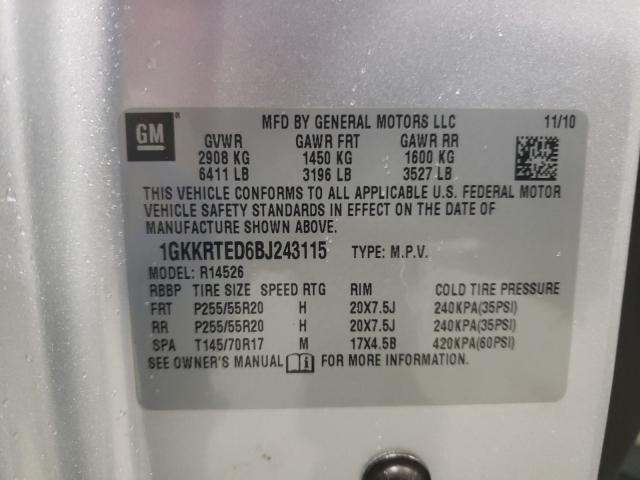 GM ®
MFD BY GENERAL MOTORS LLC 11/10
GVWR GAWR FRT GAWR RR
2908 KG 1450 KG 1600 KG
6411 LB 3196 LB 3527 LB
THIS VEHICLE CONFORMS TO ALL APPLICABLE U.S. FEDERAL MOTOR
VEHICLE SAFETY STANDARDS IN EFFECT ON THE DATE OF
MANUFACTURE SHOWN ABOVE.
1GKKRTED6BJ243115 TYPE: M.P.V.
MODEL: R14526
RBBP TIRE SIZE SPEED RTG RIM COLD TIRE PRESSURE
FRT P255/55R20 H 20X7.5J 240KPA(35PSI)
RR P255/55R20 H 20X7.5J 240KPA(35PSI)
SPA T145/70R17 M 17X4.5B 420KPA(60PSI)
SEE OWNER'S MANUAL i FOR MORE INFORMATION.